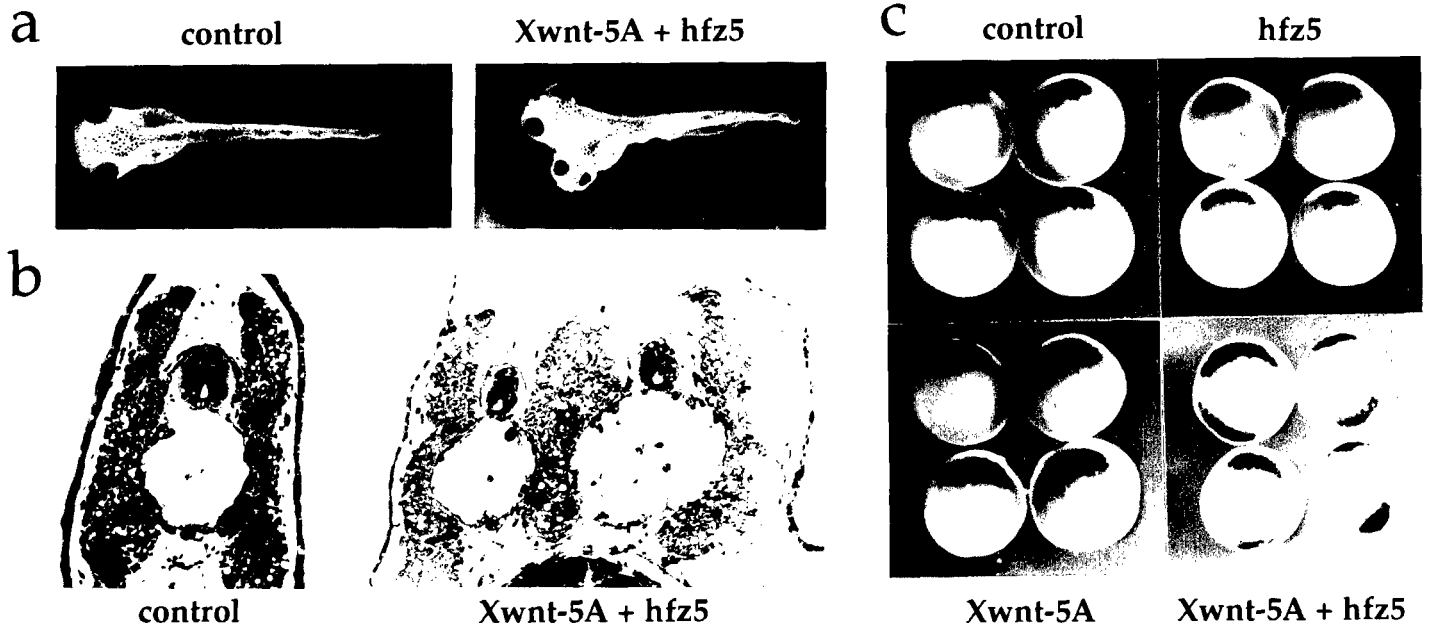 a
control
Xwnt-5A + hfz5
b
control
Xwnt-5A + hfz5
c
control
hfz5
Xwnt-5A
Xwnt-5A + hfz5